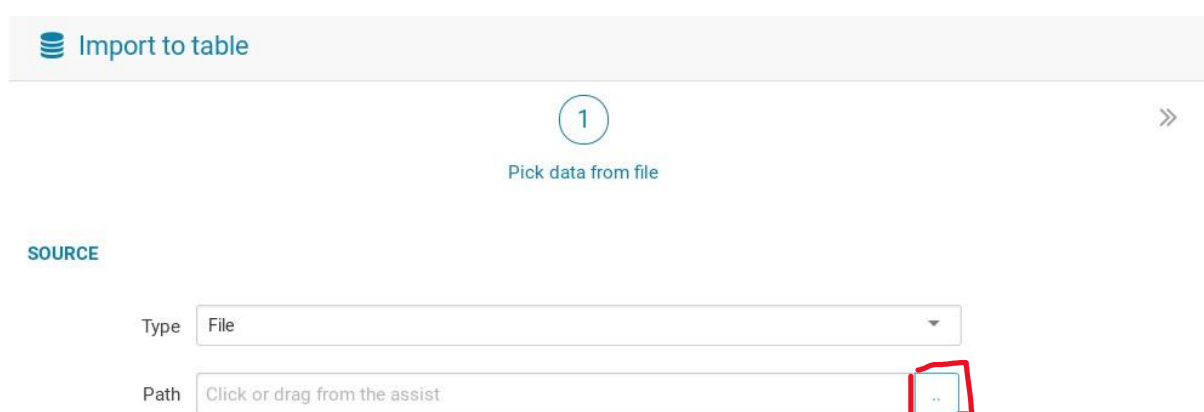 Import to table
1
Pick data from file
SOURCE
Type File
Path Click or drag from the assist ..